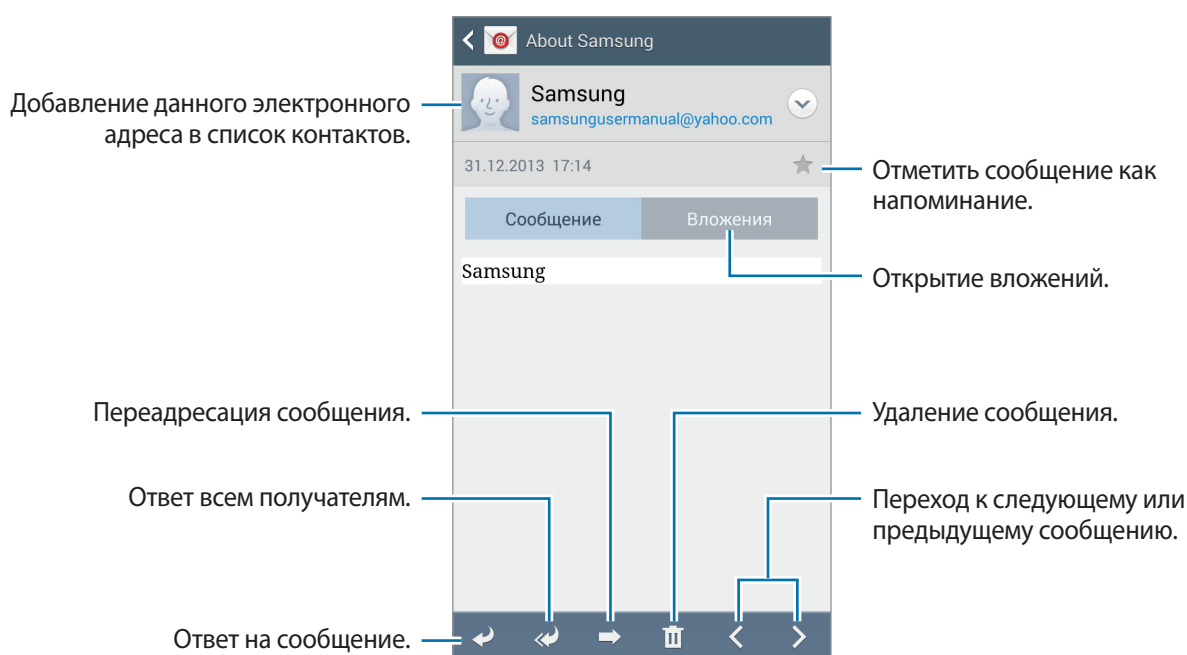 About Samsung
Добавление данного электронного
адреса в список контактов.
Samsung
samsungusermanual@yahoo.com
31.12.2013 17:14
Отметить сообщение как
напоминание.
Сообщение
Вложения
Samsung
Открытие вложений.
Переадресация сообщения.
Удаление сообщения.
Ответ всем получателям.
Переход к следующему или
предыдущему сообщению.
Ответ на сообщение.